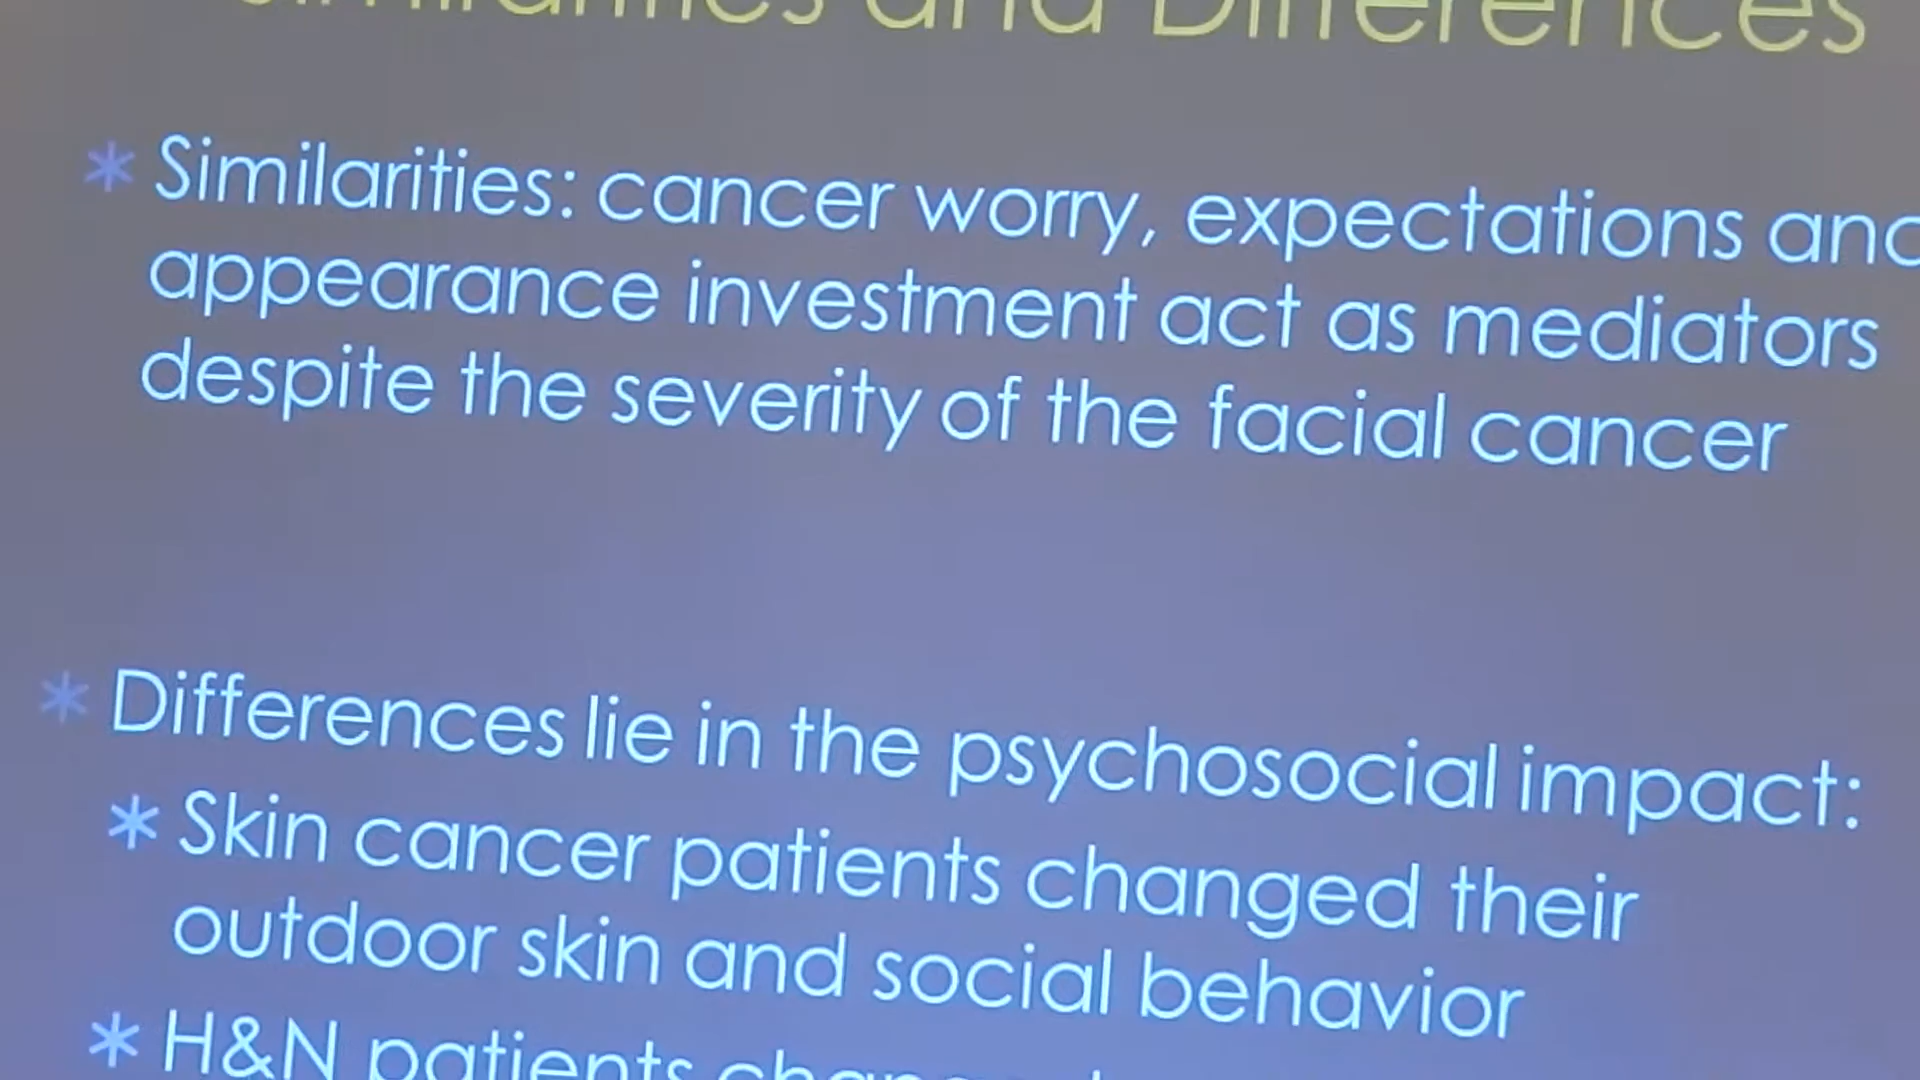 Similarities and Differences
* Similarities: cancer worry, expectations and
appearance investment act as mediators
despite the severity of the facial cancer
* Differences lie in the psychosocial impact:
* Skin cancer patients changed their
outdoor skin and social behavior
* H&N patients